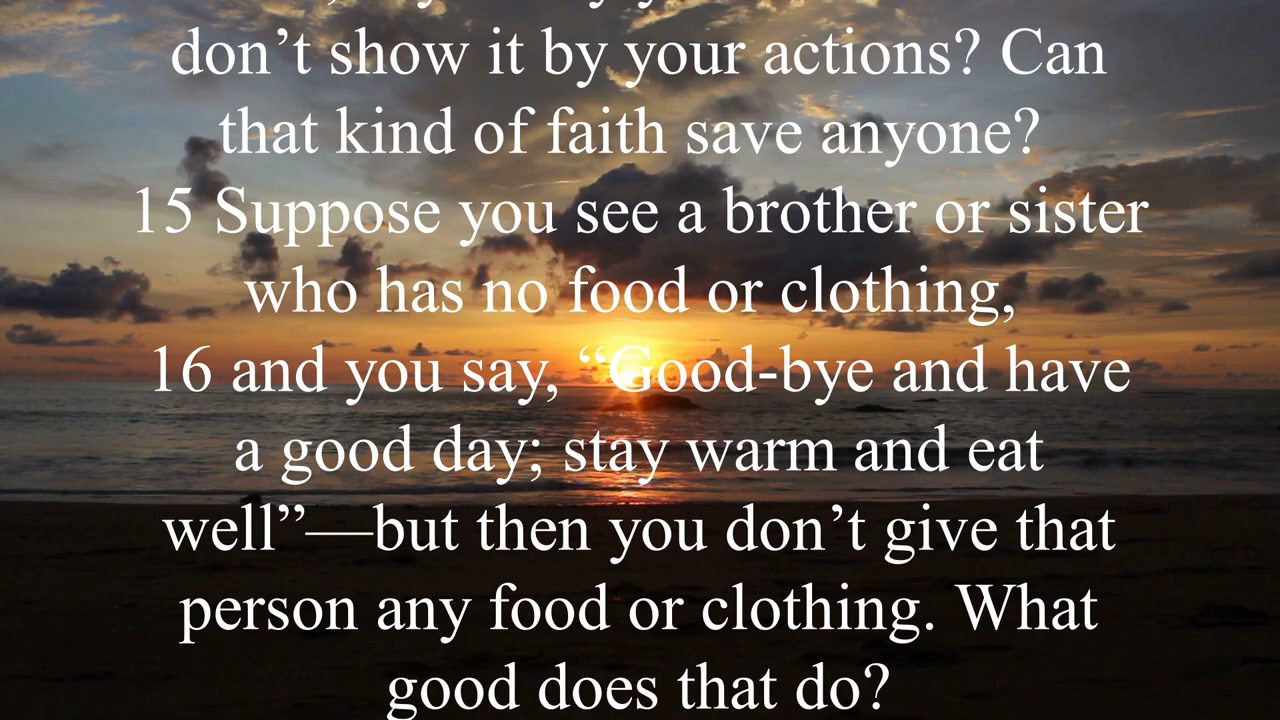 don’t show it by your actions? Can
that kind of faith save anyone?
15 Suppose you see a brother or sister
who has no food or clothing,
16 and you say, “Good-bye and have
a good day; stay warm and eat
well”—but then you don’t give that
person any food or clothing. What
good does that do?